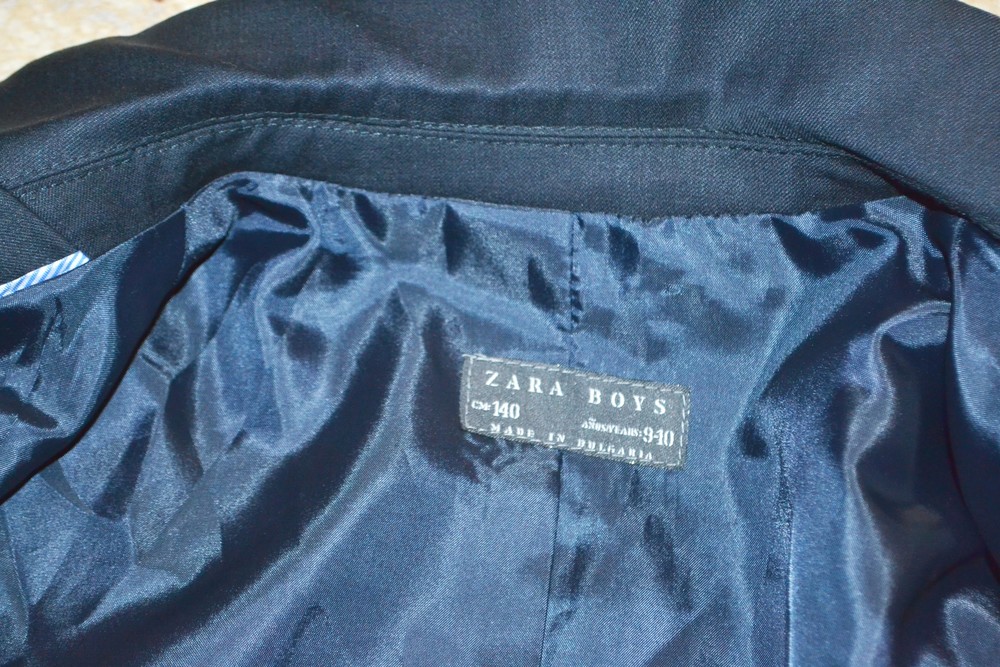 ZARA BOYS
CM: 140 AÑOS/YEARS: 9-10
MADE IN BULGARIA